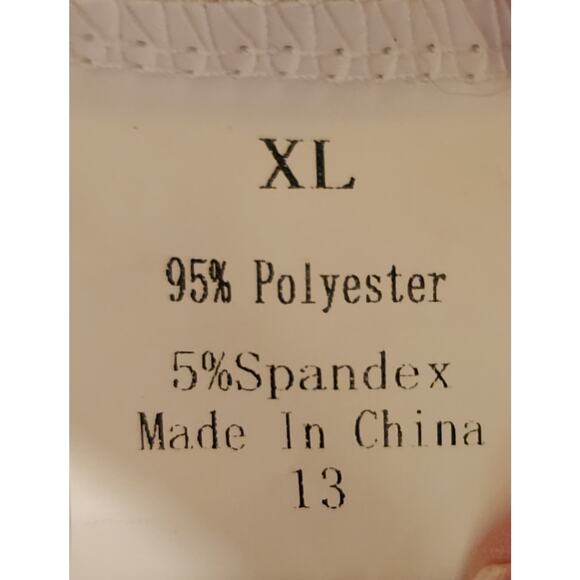 XL
95% Polyester
5%Spandex
Made In China
13